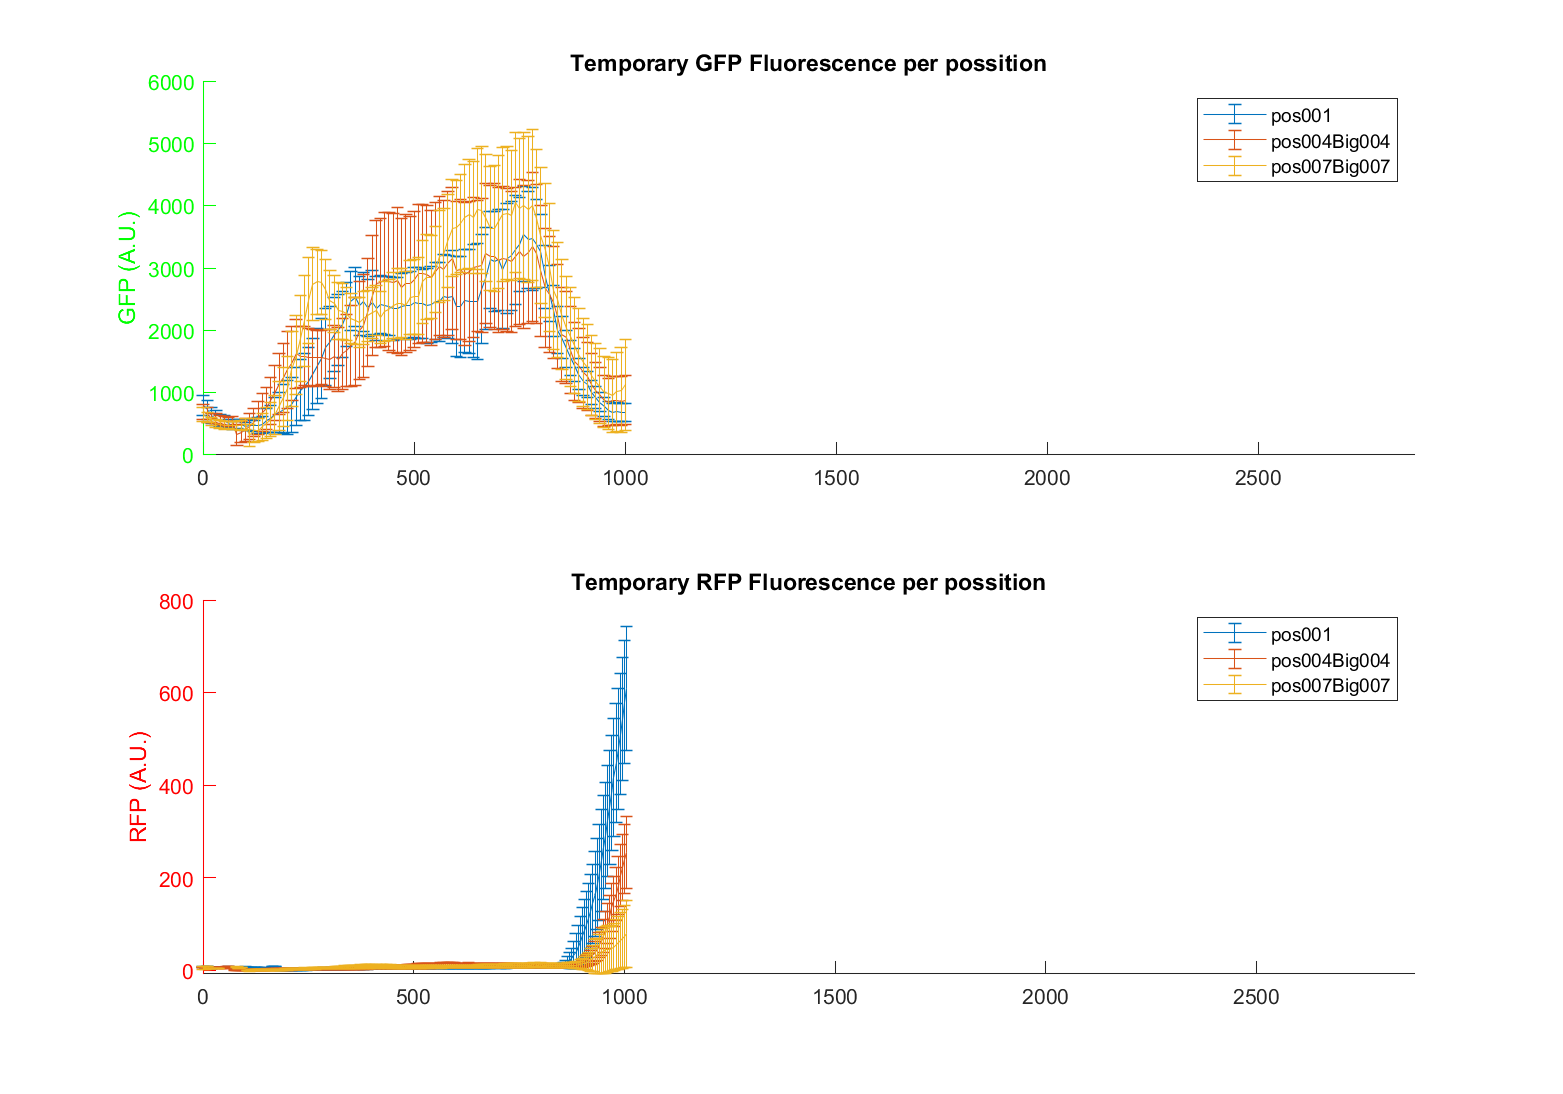 Temporary GFP Fluorescence per possition
6000
5000
4000
3000
2000
1000
0
GFP (A.U.)
0 500 1000 1500 2000 2500
pos001
pos004Big004
pos007Big007
Temporary RFP Fluorescence per possition
800
600
400
200
0
RFP (A.U.)
0 500 1000 1500 2000 2500
pos001
pos004Big004
pos007Big007